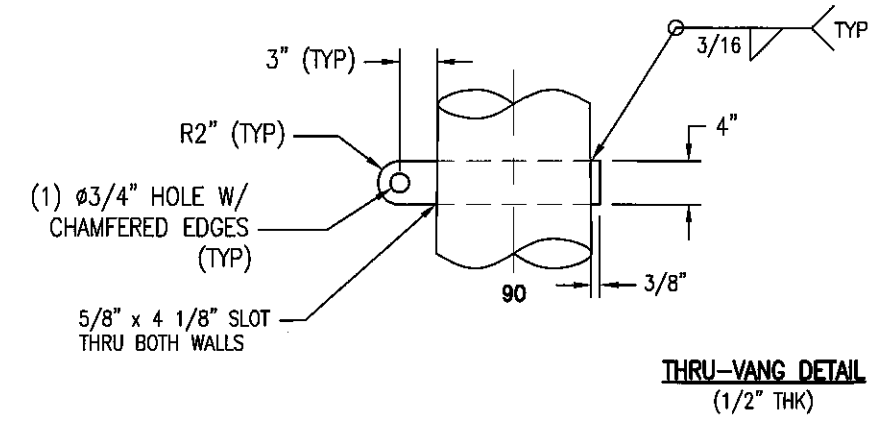 3/16
TYP
3" (TYP)
R2" (TYP)
4"
(1) ø3/4" HOLE W/
CHAMFERED EDGES
(TYP)
90
3/8"
5/8" x 4 1/8" SLOT
THRU BOTH WALLS
THRU-VANG DETAIL
(1/2" THK)